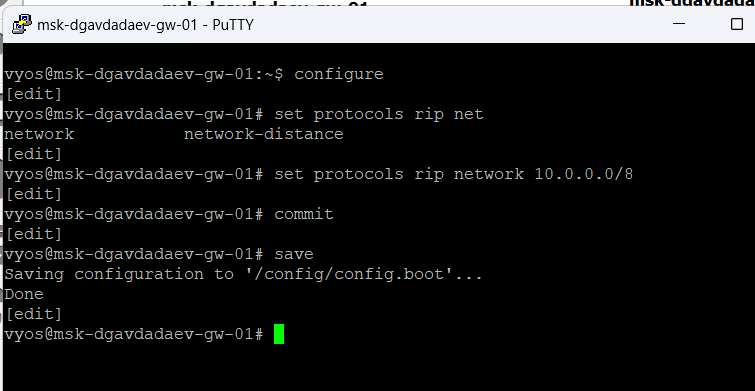 msk-dgavdadaev-gw-01 - PuTTY
vyos@msk-dgavdadaev-gw-01:~$ configure
[edit]
vyos@msk-dgavdadaev-gw-01# set protocols rip net
network           network-distance
[edit]
vyos@msk-dgavdadaev-gw-01# set protocols rip network 10.0.0.0/8
[edit]
vyos@msk-dgavdadaev-gw-01# commit
[edit]
vyos@msk-dgavdadaev-gw-01# save
Saving configuration to '/config/config.boot'...
Done
[edit]
vyos@msk-dgavdadaev-gw-01#